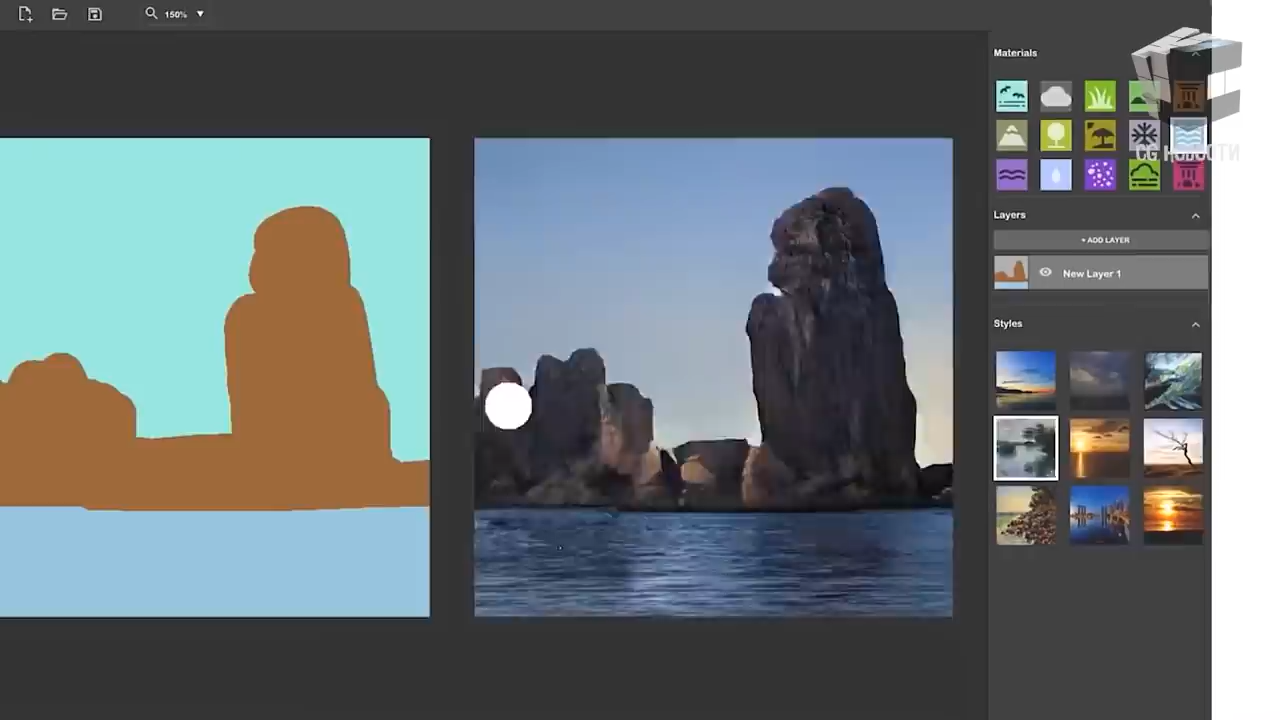 150%
Materials
CG НОВОСТИ
Layers
+ ADD LAYER
New Layer 1
Styles